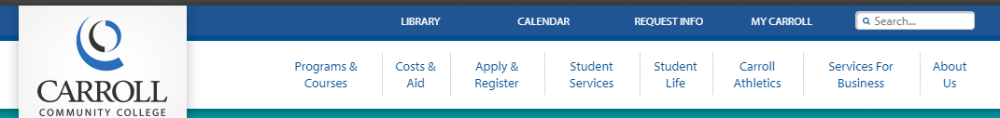 LIBRARY
CALENDAR
REQUEST INFO
MY CARROLL
Search...
CARROLL
COMMUNITY COLLEGE
Programs &
Courses
Costs &
Aid
Apply &
Register
Student
Services
Student
Life
Carroll
Athletics
Services For
Business
About
Us